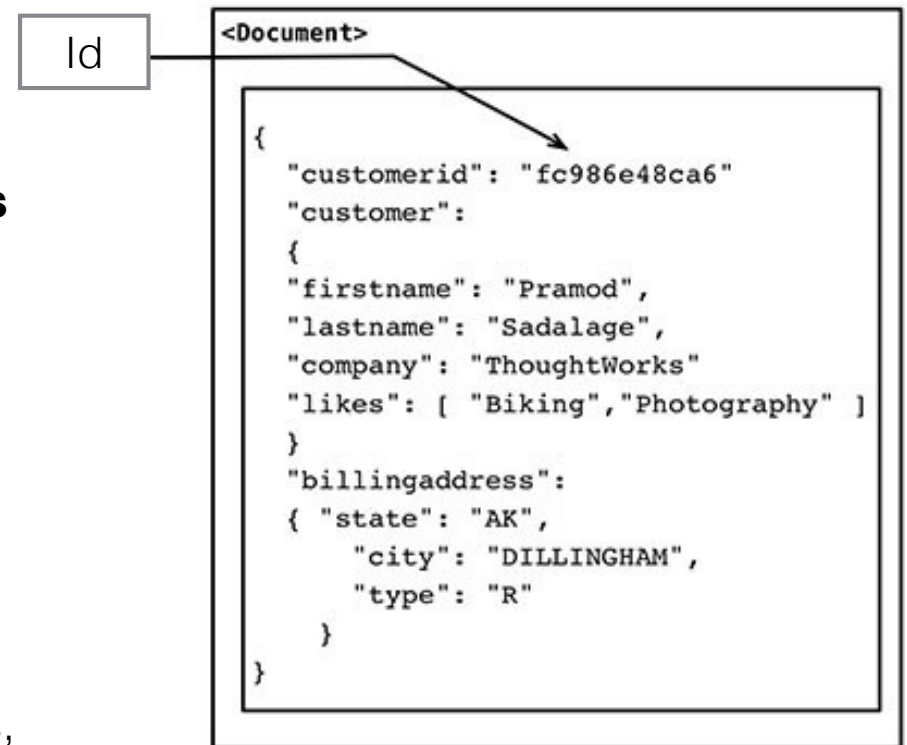 Id
<Document>
{
"customerid": "fc986e48ca6"
"customer":
{
"firstname": "Pramod",
"lastname": "Sadalage",
"company": "ThoughtWorks"
"likes": [ "Biking","Photography" ]
}
"billingaddress":
{ "state": "AK",
"city": "DILLINGHAM",
"type": "R"
}
}